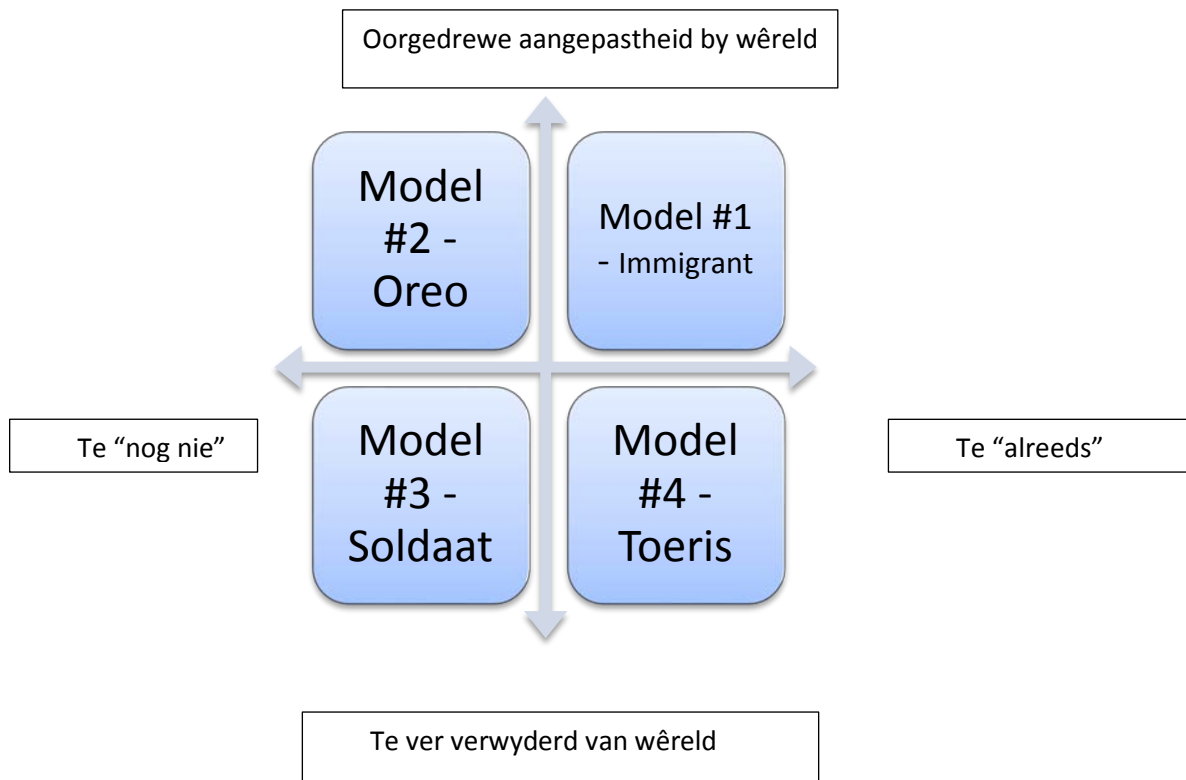 Oorgedrewe aangepastheid by wêreld
Model
#2 -
Oreo
Model #1
- Immigrant
Te “nog nie”
Te “alreeds”
Model
#3 -
Soldaat
Model
#4 -
Toeris
Te ver verwyderd van wêreld